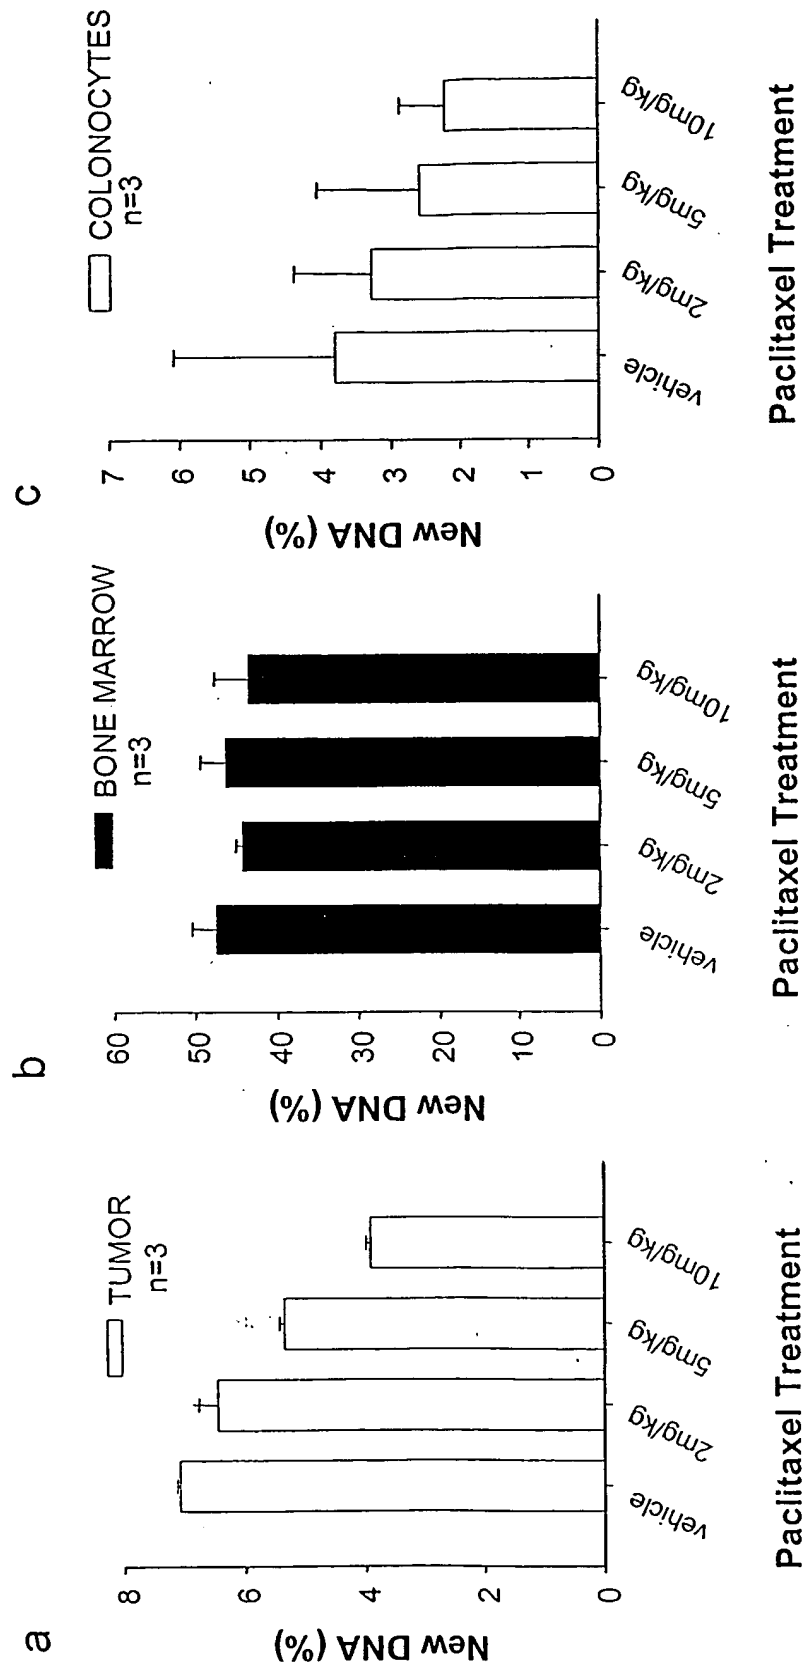 a
TUMOR
n=3
New DNA (%)
8
6
4
2
0
vehicle
2mg/kg
5mg/kg
10mg/kg
Paclitaxel Treatment
b
BONE MARROW
n=3
New DNA (%)
60
50
40
30
20
10
0
vehicle
2mg/kg
5mg/kg
10mg/kg
Paclitaxel Treatment
c
COLONOCYTES
n=3
New DNA (%)
7
6
5
4
3
2
1
0
vehicle
2mg/kg
5mg/kg
10mg/kg
Paclitaxel Treatment